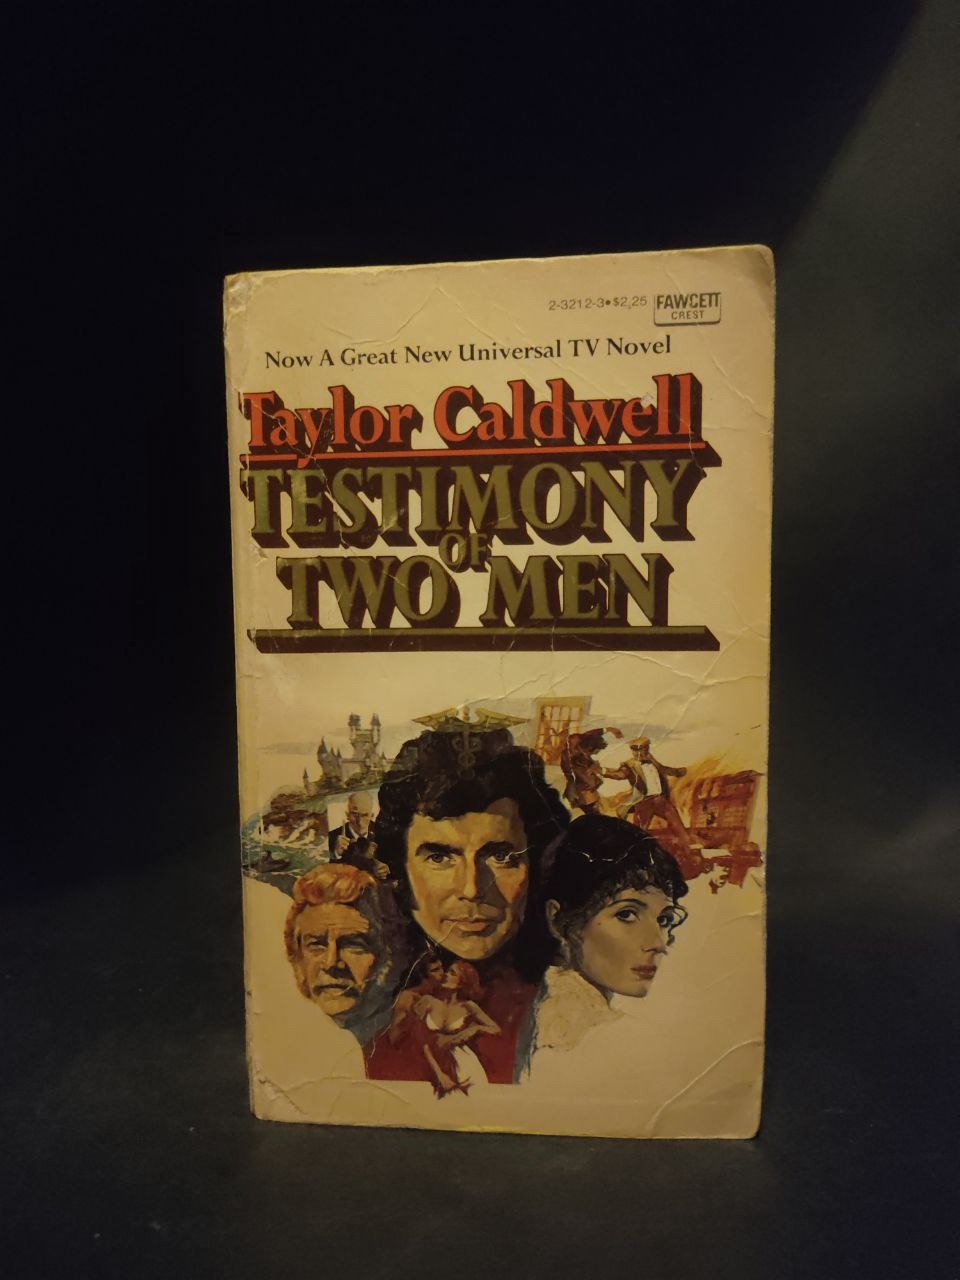 2-3212-3•$2.25 FAWCETT
CREST
Now A Great New Universal TV Novel
Taylor Caldwell
TESTIMONY
OF
TWO MEN